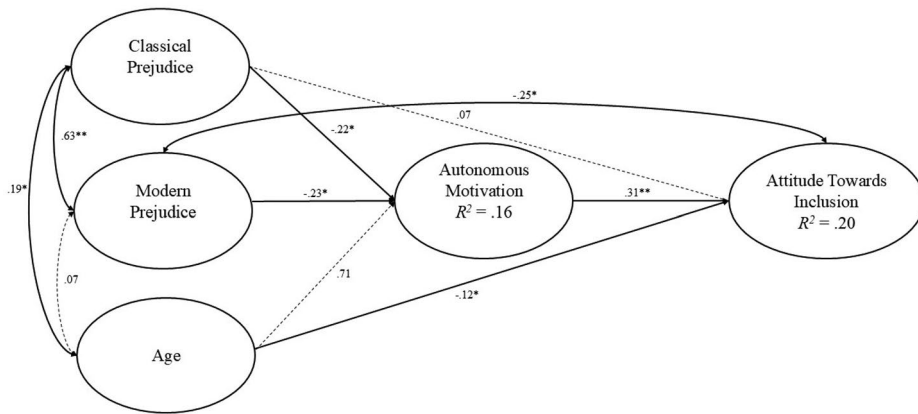 Classical
Prejudice
-.25*
.07
-.22*
.63**
Autonomous
Motivation
R² = .16
Attitude Towards
Inclusion
R² = .20
.19*
Modern
Prejudice
-.23*
.31**
.07
.71
-.12*
Age